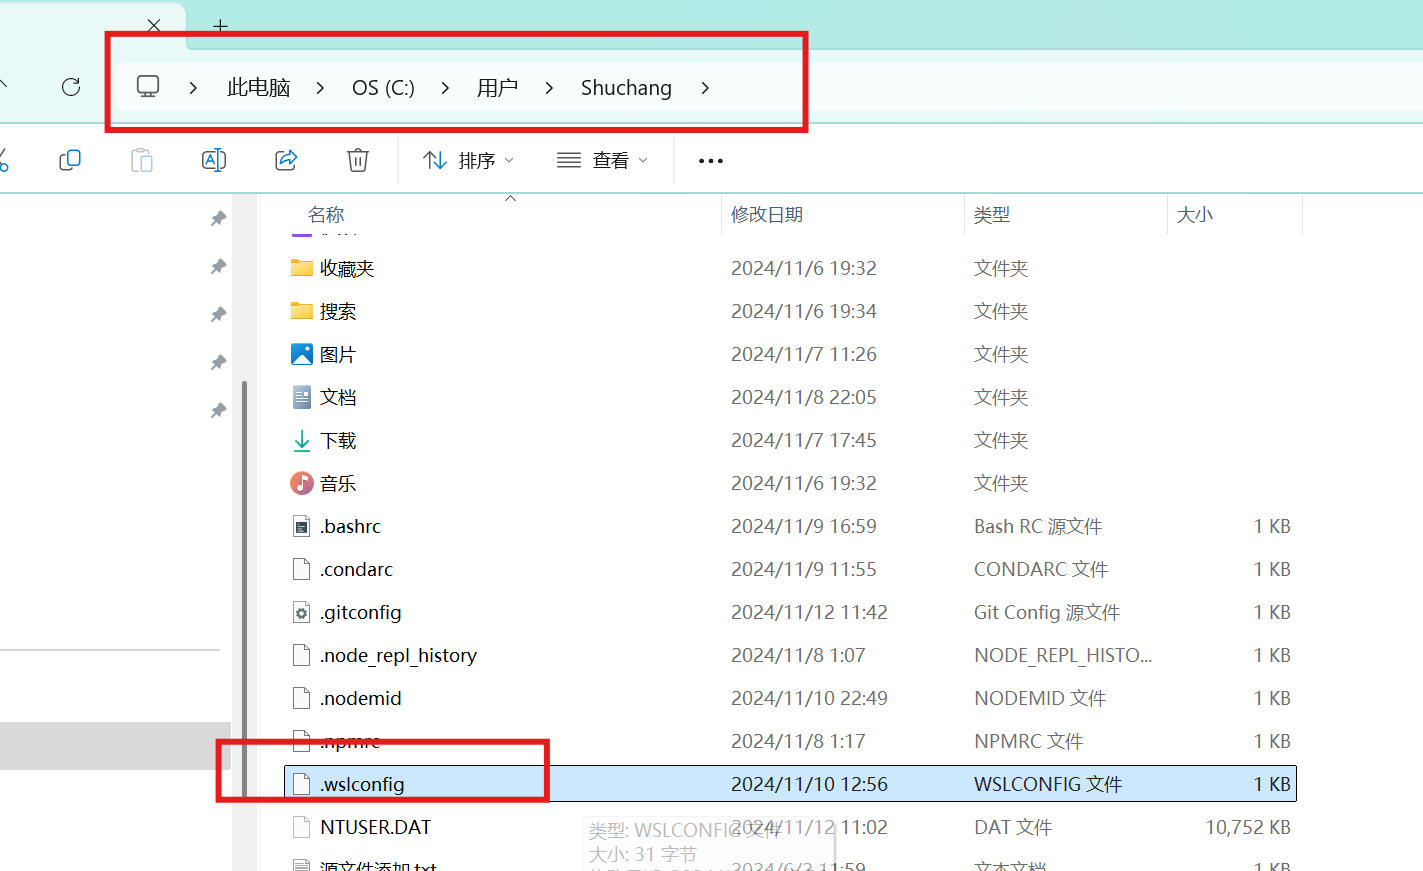 此电脑 OS (C:) 用户 Shuchang
排序 查看
名称 修改日期 类型 大小
收藏夹 2024/11/6 19:32 文件夹
搜索 2024/11/6 19:34 文件夹
图片 2024/11/7 11:26 文件夹
文档 2024/11/8 22:05 文件夹
下载 2024/11/7 17:45 文件夹
音乐 2024/11/6 19:32 文件夹
.bashrc 2024/11/9 16:59 Bash RC 源文件 1 KB
.condarc 2024/11/9 11:55 CONDARC 文件 1 KB
.gitconfig 2024/11/12 11:42 Git Config 源文件 1 KB
.node_repl_history 2024/11/8 1:07 NODE_REPL_HISTO... 1 KB
.nodemid 2024/11/10 22:49 NODEMID 文件 1 KB
.npmrc 2024/11/8 1:17 NPMRC 文件 1 KB
.wslconfig 2024/11/10 12:56 WSLCONFIG 文件 1 KB
NTUSER.DAT 2024/11/12 11:02 DAT 文件 10,752 KB
类型: WSLCONFIG 文件
大小: 31 字节
源文件添加.txt 2024/6/2 11:59 文本文档 1 KB